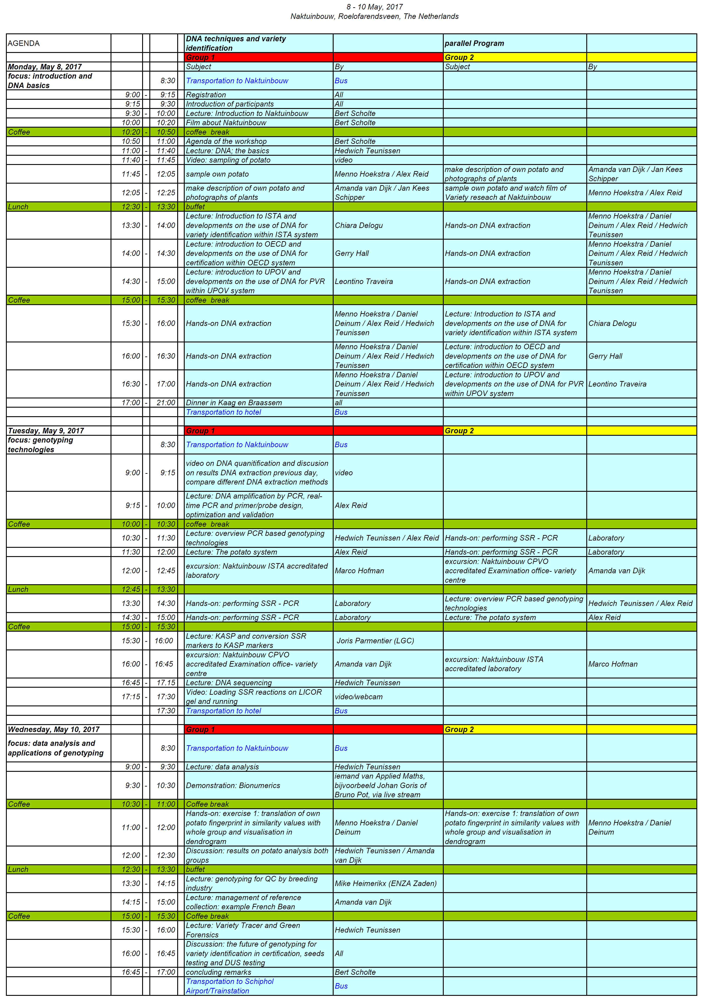 8 - 10 May, 2017
Naktuinbouw, Roelofarendsveen, The Netherlands
AGENDA
DNA techniques and variety
identification
parallel Program
Group 1
Group 2
Monday, May 8, 2017
Subject
By
Subject
By
focus: introduction and
DNA basics
8:30
Transportation to Naktuinbouw
Bus
9:00 - 9:15
Registration
All
9:15 9:30
Introduction of participants
All
9:30 - 10:00
Lecture: Introduction to Naktuinbouw
Bert Scholte
10:00 10:20
Film about Naktuinbouw
Bert Scholte
Coffee
10:20 - 10:50
coffee break
10:50 11:00
Agenda of the workshop
Bert Scholte
11:00 - 11:40
Lecture: DNA; the basics
Hedwich Teunissen
11:40 - 11:45
Video: sampling of potato
video
11:45 - 12:05
sample own potato
Menno Hoekstra / Alex Reid
make description of own potato and
photographs of plants
Amanda van Dijk / Jan Kees
Schipper
12:05 - 12:25
make description of own potato and
photographs of plants
Amanda van Dijk / Jan Kees
Schipper
sample own potato and watch film of
Variety reseach at Naktuinbouw
Menno Hoekstra / Alex Reid
Lunch
12:30 - 13:30
buffet
13:30 - 14:00
Lecture: Introduction to ISTA and
developments on the use of DNA for
variety identification within ISTA system
Chiara Delogu
Hands-on DNA extraction
Menno Hoekstra / Daniel
Deinum / Alex Reid / Hedwich
Teunissen
14:00 - 14:30
Lecture: introduction to OECD and
developments on the use of DNA for
certification within OECD system
Gerry Hall
Hands-on DNA extraction
Menno Hoekstra / Daniel
Deinum / Alex Reid / Hedwich
Teunissen
14:30 - 15:00
Lecture: introduction to UPOV and
developments on the use of DNA for PVR
within UPOV system
Leontino Traveira
Hands-on DNA extraction
Menno Hoekstra / Daniel
Deinum / Alex Reid / Hedwich
Teunissen
Coffee
15:00 - 15:30
coffee break
15:30 - 16:00
Hands-on DNA extraction
Menno Hoekstra / Daniel
Deinum / Alex Reid / Hedwich
Teunissen
Lecture: Introduction to ISTA and
developments on the use of DNA for
variety identification within ISTA system
Chiara Delogu
16:00 - 16:30
Hands-on DNA extraction
Menno Hoekstra / Daniel
Deinum / Alex Reid / Hedwich
Teunissen
Lecture: introduction to OECD and
developments on the use of DNA for
certification within OECD system
Gerry Hall
16:30 - 17:00
Hands-on DNA extraction
Menno Hoekstra / Daniel
Deinum / Alex Reid / Hedwich
Teunissen
Lecture: introduction to UPOV and
developments on the use of DNA for PVR
within UPOV system
Leontino Traveira
17:00 - 21:00
Dinner in Kaag en Braassem
all
Transportation to hotel
Bus
Tuesday, May 9, 2017
Group 1
Group 2
focus: genotyping
technologies
8:30
Transportation to Naktuinbouw
Bus
9:00 - 9:15
video on DNA quanitification and discusion
on results DNA extraction previous day,
compare different DNA extraction methods
video
9:15 - 10:00
Lecture: DNA amplification by PCR, real-
time PCR and primer/probe design,
optimization and validation
Alex Reid
Coffee
10:00 - 10:30
coffee break
10:30 - 11:30
Lecture: overview PCR based genotyping
technologies
Hedwich Teunissen / Alex Reid
Hands-on: performing SSR - PCR
Laboratory
11:30 - 12:00
Lecture: The potato system
Alex Reid
Hands-on: performing SSR - PCR
Laboratory
12:00 - 12:45
excursion: Naktuinbouw ISTA accreditated
laboratory
Marco Hofman
excursion: Naktuinbouw CPVO
accreditated Examination office- variety
centre
Amanda van Dijk
Lunch
12:45 - 13:30
13:30 14:30
Hands-on: performing SSR - PCR
Laboratory
Lecture: overview PCR based genotyping
technologies
Hedwich Teunissen / Alex Reid
14:30 - 15:00
Hands-on: performing SSR - PCR
Laboratory
Lecture: The potato system
Alex Reid
Coffee
15:00 - 15:30
15:30 - 16:00
Lecture: KASP and conversion SSR
markers to KASP markers
Joris Parmentier (LGC)
16:00 - 16:45
excursion: Naktuinbouw CPVO
accreditated Examination office- variety
centre
Amanda van Dijk
excursion: Naktuinbouw ISTA
accreditated laboratory
Marco Hofman
16:45 - 17.15
Lecture: DNA sequencing
Hedwich Teunissen
17:15 - 17:30
Video: Loading SSR reactions on LICOR
gel and running
video/webcam
17:30
Transportation to hotel
Bus
Wednesday, May 10, 2017
Group 1
Group 2
focus: data analysis and
applications of genotyping
8:30
Transportation to Naktuinbouw
Bus
9:00 - 9:30
Lecture: data analysis
Hedwich Teunissen
9:30 - 10:30
Demonstration: Bionumerics
iemand van Applied Maths,
bijvoorbeeld Johan Goris of
Bruno Pot, via live stream
Coffee
10:30 - 11:00
Coffee break
11:00 - 12:00
Hands-on: exercise 1: translation of own
potato fingerprint in similarity values with
whole group and visualisation in
dendrogram
Menno Hoekstra / Daniel
Deinum
Hands-on: exercise 1: translation of own
potato fingerprint in similarity values with
whole group and visualisation in
dendrogram
Menno Hoekstra / Daniel
Deinum
12:00 - 12:30
Discussion: results on potato analysis both
groups
Hedwich Teunissen / Amanda
van Dijk
Lunch
12:30 - 13:30
buffet
13:30 - 14:15
Lecture: genotyping for QC by breeding
industry
Mike Heimerikx (ENZA Zaden)
14:15 - 15:00
Lecture: management of reference
collection: example French Bean
Amanda van Dijk
Coffee
15:00 - 15:30
Coffee break
15:30 - 16:00
Lecture: Variety Tracer and Green
Forensics
Hedwich Teunissen
16:00 - 16:45
Discussion: the future of genotyping for
variety identification in certification, seeds
testing and DUS testing
All
16:45 - 17:00
concluding remarks
Bert Scholte
Transportation to Schiphol
Airport/Trainstation
Bus